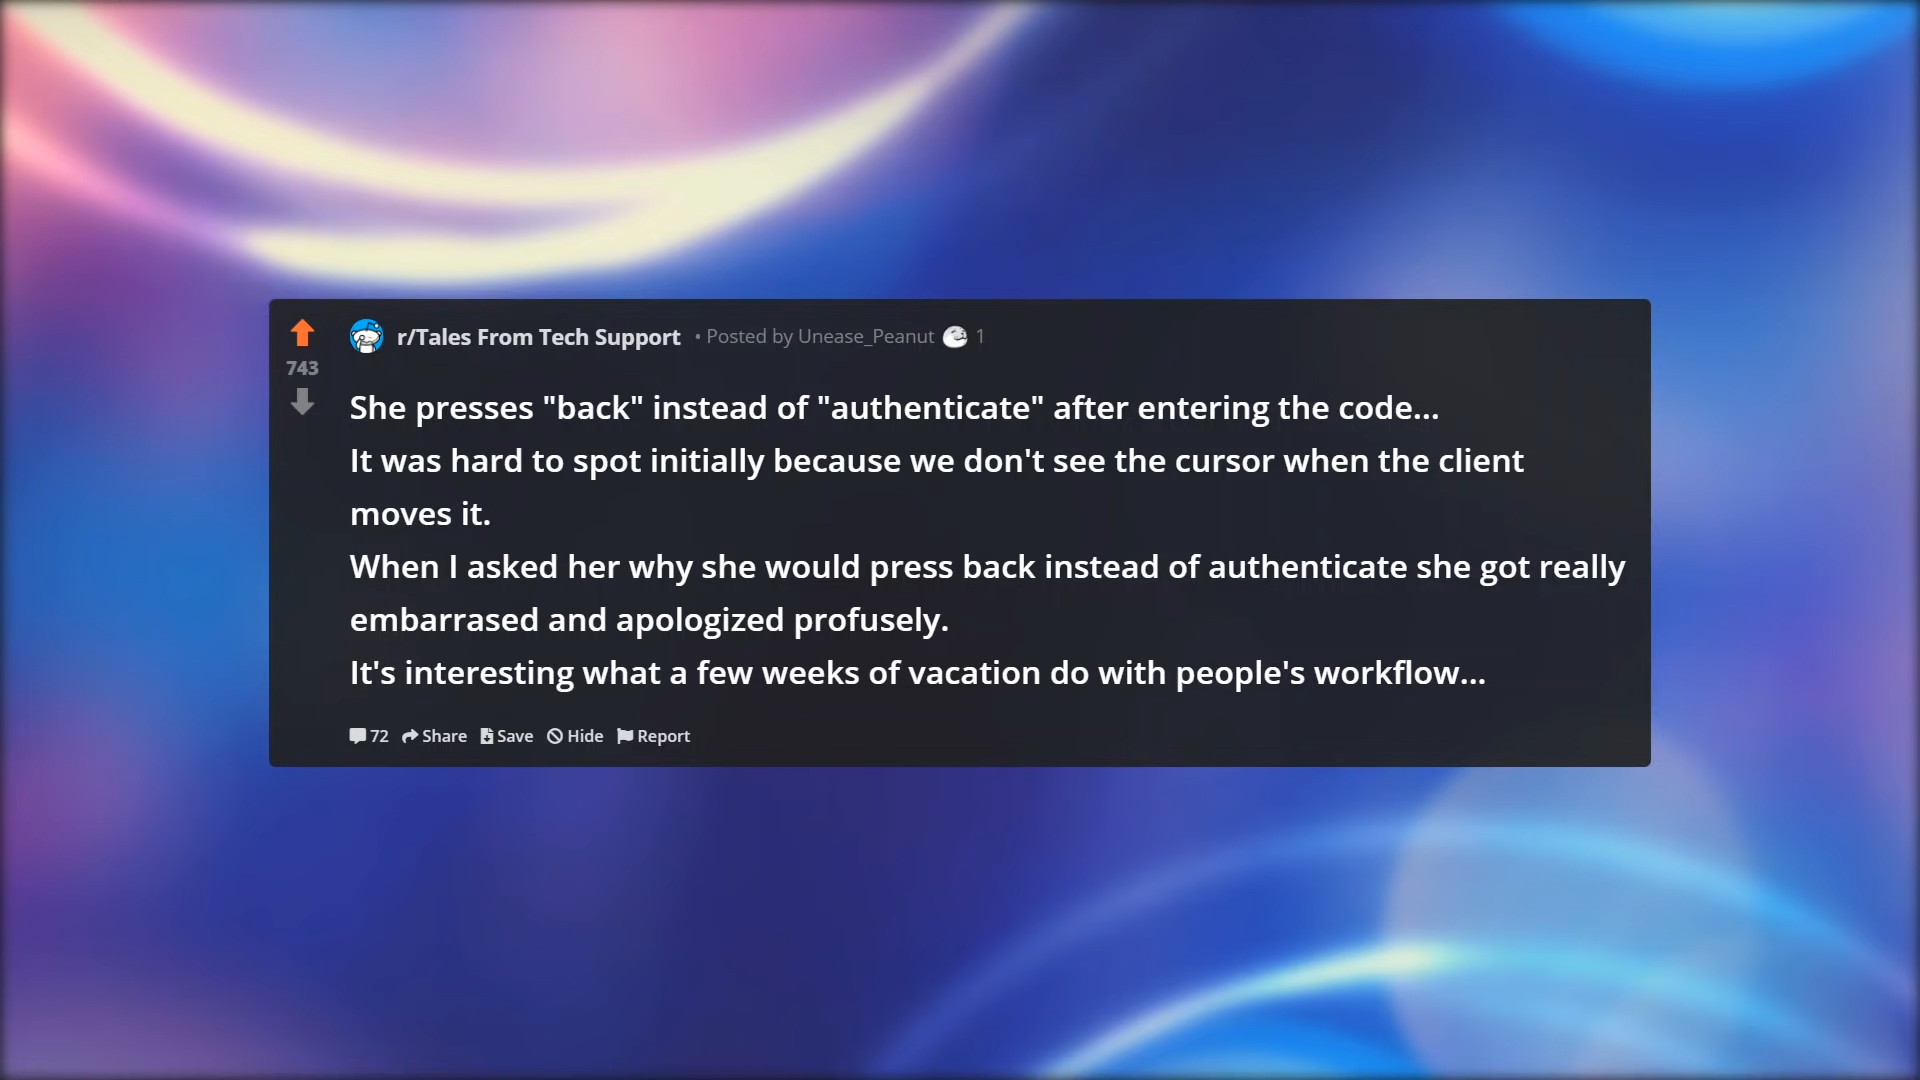 r/Tales From Tech Support • Posted by Unease_Peanut 1
743
She presses "back" instead of "authenticate" after entering the code...
It was hard to spot initially because we don't see the cursor when the client
moves it.
When I asked her why she would press back instead of authenticate she got really
embarrased and apologized profusely.
It's interesting what a few weeks of vacation do with people's workflow...
72 Share Save Hide Report